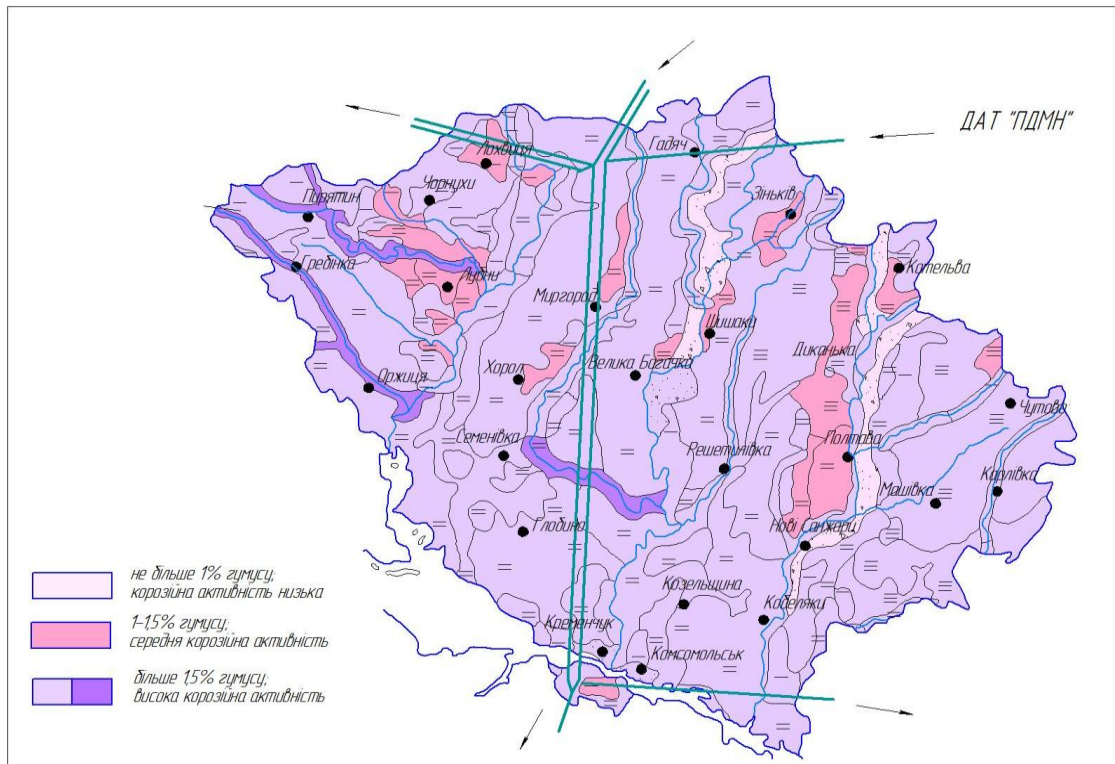 ДАТ "ПДМН"
Гадяч
Лохвиця
Чорнухи
Пирятин
Зіньків
Гребінка
Лубни
Котельва
Миргород
Шишаки
Диканька
Хорол
Велика Багачка
Оржиця
Чутово
Семенівка
Решетилівка
Полтава
Карлівка
Машівка
Глобина
Нові Санжари
Козельщина
Кобеляки
Кременчук
Комсомольськ
не більше 1% гумусу;
корозійна активність низька
1-1,5% гумусу;
середня корозійна активність
більше 1,5% гумусу;
висока корозійна активність